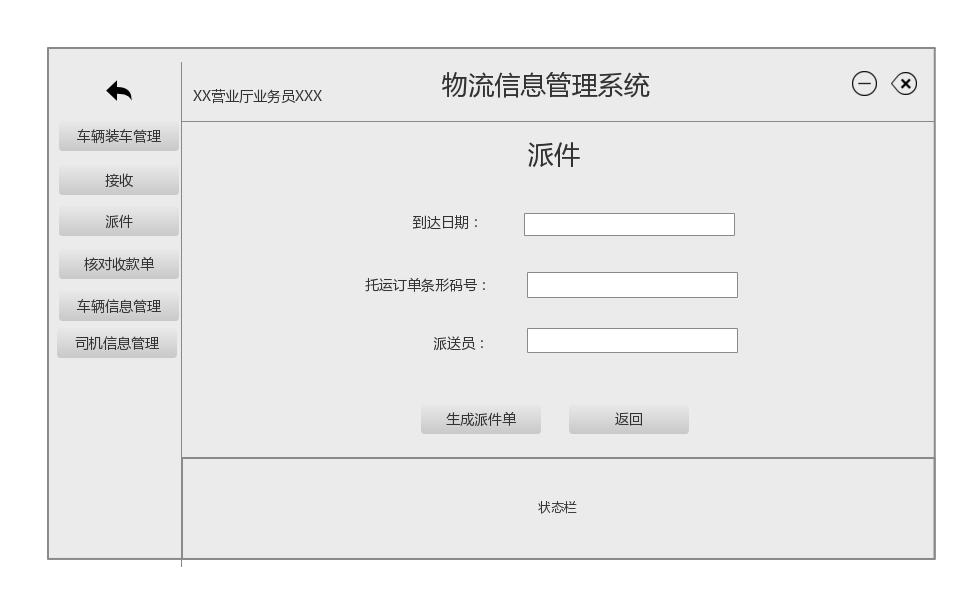 物流信息管理系统
XX营业厅业务员XXX
车辆装车管理
接收
派件
核对收款单
车辆信息管理
司机信息管理
派件
到达日期：
托运订单条形码号：
派送员：
生成派件单
返回
状态栏